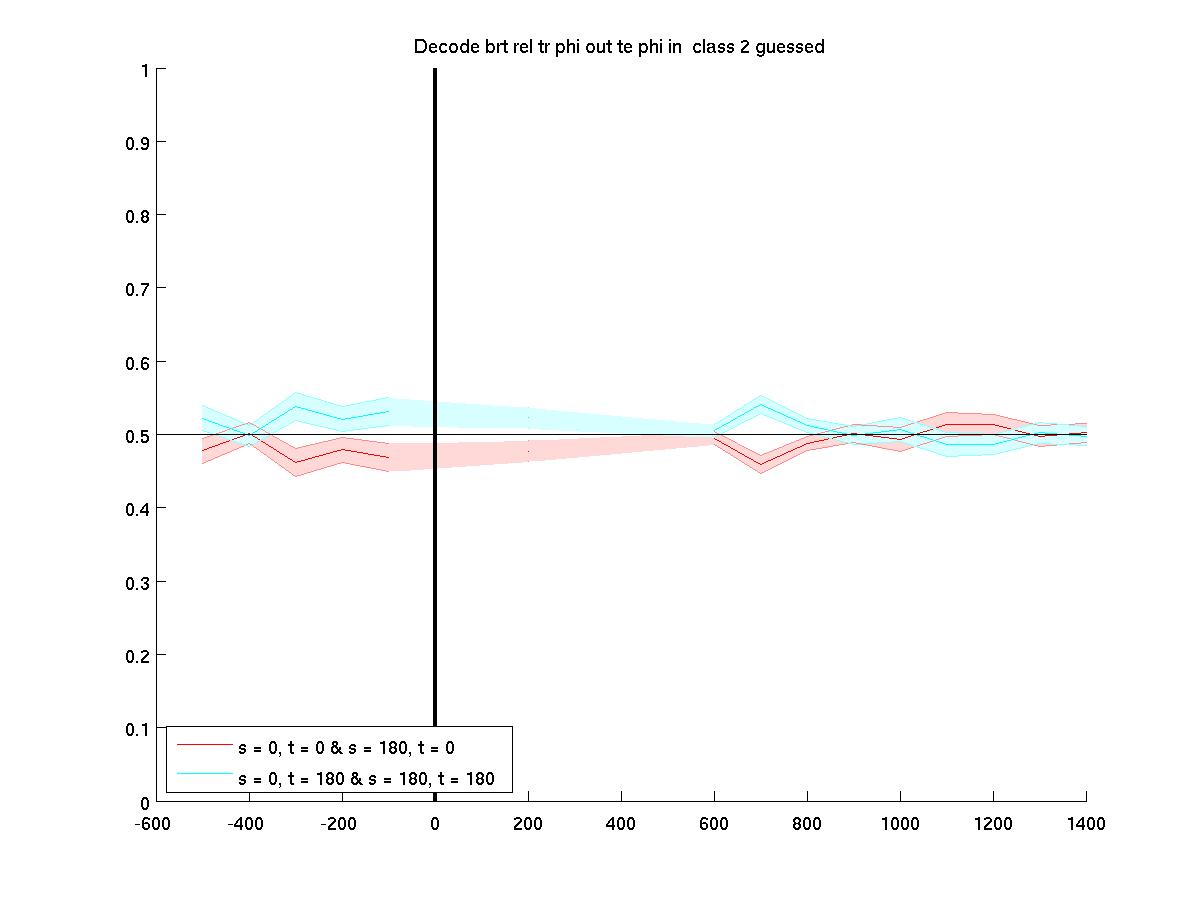 Decode brt rel tr phi out te phi in  class 2 guessed
1
0.9
0.8
0.7
0.6
0.5
0.4
0.3
0.2
0.1
0
s = 0, t = 0 & s = 180, t = 0
s = 0, t = 180 & s = 180, t = 180
-600 -400 -200 0 200 400 600 800 1000 1200 1400